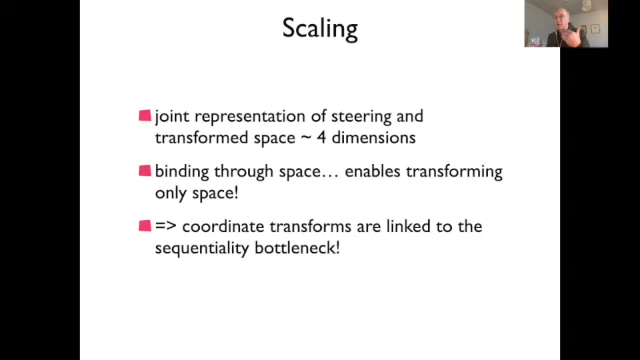 Scaling
joint representation of steering and
transformed space ~ 4 dimensions
binding through space… enables transforming
only space!
=> coordinate transforms are linked to the
sequentiality bottleneck!